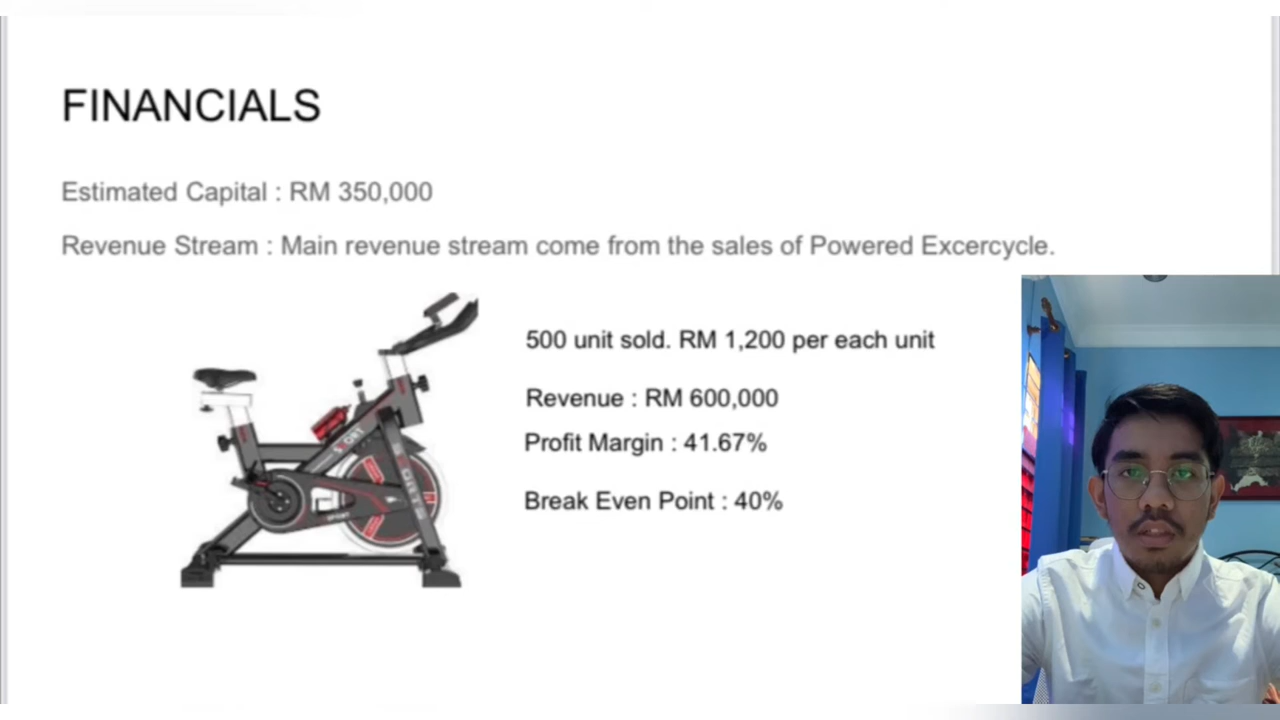 FINANCIALS
Estimated Capital : RM 350,000
Revenue Stream : Main revenue stream come from the sales of Powered Excercycle.
500 unit sold. RM 1,200 per each unit
Revenue : RM 600,000
Profit Margin : 41.67%
Break Even Point : 40%